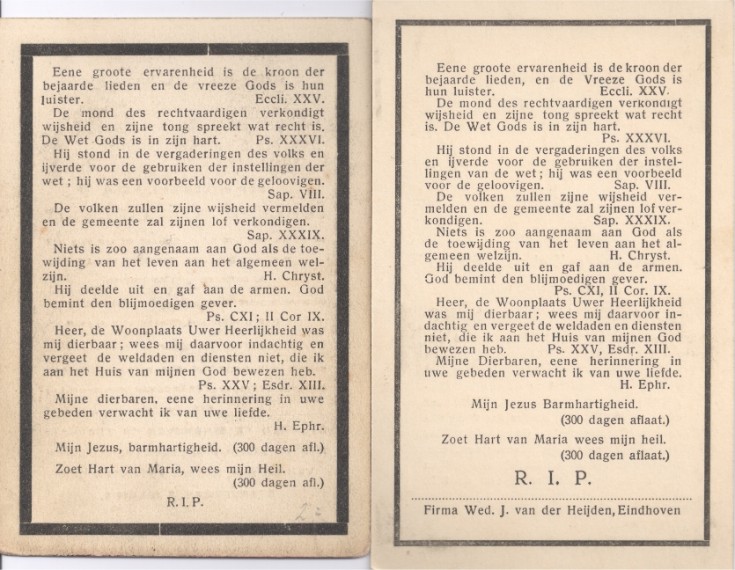 Eene groote ervarenheid is de kroon der
bejaarde lieden en de vreeze Gods is hun
luister. Eccli. XXV.
De mond des rechtvaardigen verkondigt
wijsheid en zijne tong spreekt wat recht is.
De Wet Gods is in zijn hart. Ps. XXXVI.
Hij stond in de vergaderingen des volks en
ijverde voor de gebruiken der instellingen der
wet ; hij was een voorbeeld voor de geloovigen.
Sap. VIII.
De volken zullen zijne wijsheid vermelden
en de gemeente zal zijnen lof verkondigen.
Sap. XXXIX.
Niets is zoo aangenaam aan God als de toe-
wijding van het leven aan het algemeen wel-
zijn. H. Chryst.
Hij deelde uit en gaf aan de armen. God
bemint den blijmoedigen gever.
Ps. CXI ; II Cor IX.
Heer, de Woonplaats Uwer Heerlijkheid was
mij dierbaar ; wees mij daarvoor indachtig en
vergeet de weldaden en diensten niet, die ik
aan het Huis van mijnen God bewezen heb.
Ps. XXV ; Esdr. XIII.
Mijne dierbaren, eene herinnering in uwe
gebeden verwacht ik van uwe liefde.
H. Ephr.
Mijn Jezus, barmhartigheid. (300 dagen afl.)
Zoet Hart van Maria, wees mijn Heil.
(300 dagen afl.)
R. I. P.
Eene groote ervarenheid is de kroon der
bejaarde lieden, en de Vreeze Gods is
hun luister. Eccli. XXV.
De mond des rechtvaardigen verkondigt
wijsheid en zijne tong spreekt wat recht
is. De Wet Gods is in zijn hart.
Ps. XXXVI.
Hij stond in de vergaderingen des volks
en ijverde voor de gebruiken der instel-
lingen van de wet ; hij was een voorbeeld
voor de geloovigen. Sap. VIII.
De volken zullen zijne wijsheid ver-
melden en de gemeente zal zijnen lof ver-
kondigen. Sap. XXXIX.
Niets is zoo aangenaam aan God als
de toewijding van het leven aan het al-
gemeen welzijn. H. Chryst.
Hij deelde uit en gaf aan de armen.
God bemint den blijmoedigen gever.
Ps. CXI, II Cor. IX.
Heer, de Woonplaats Uwer Heerlijkheid
was mij dierbaar ; wees mij daarvoor in-
dachtig en vergeet de weldaden en diensten
niet, die ik aan het Huis van mijnen God
bewezen heb. Ps. XXV, Esdr. XIII.
Mijne Dierbaren, eene herinnering in
uwe gebeden verwacht ik van uwe liefde.
H. Ephr.
Mijn Jezus Barmhartigheid.
(300 dagen aflaat.)
Zoet Hart van Maria wees mijn heil.
(300 dagen aflaat.)
R. I. P.
Firma Wed. J. van der Heijden, Eindhoven